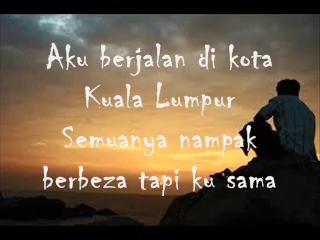 Aku berjalan di kota
Kuala Lumpur
Semuanya nampak
berbeza tapi ku sama